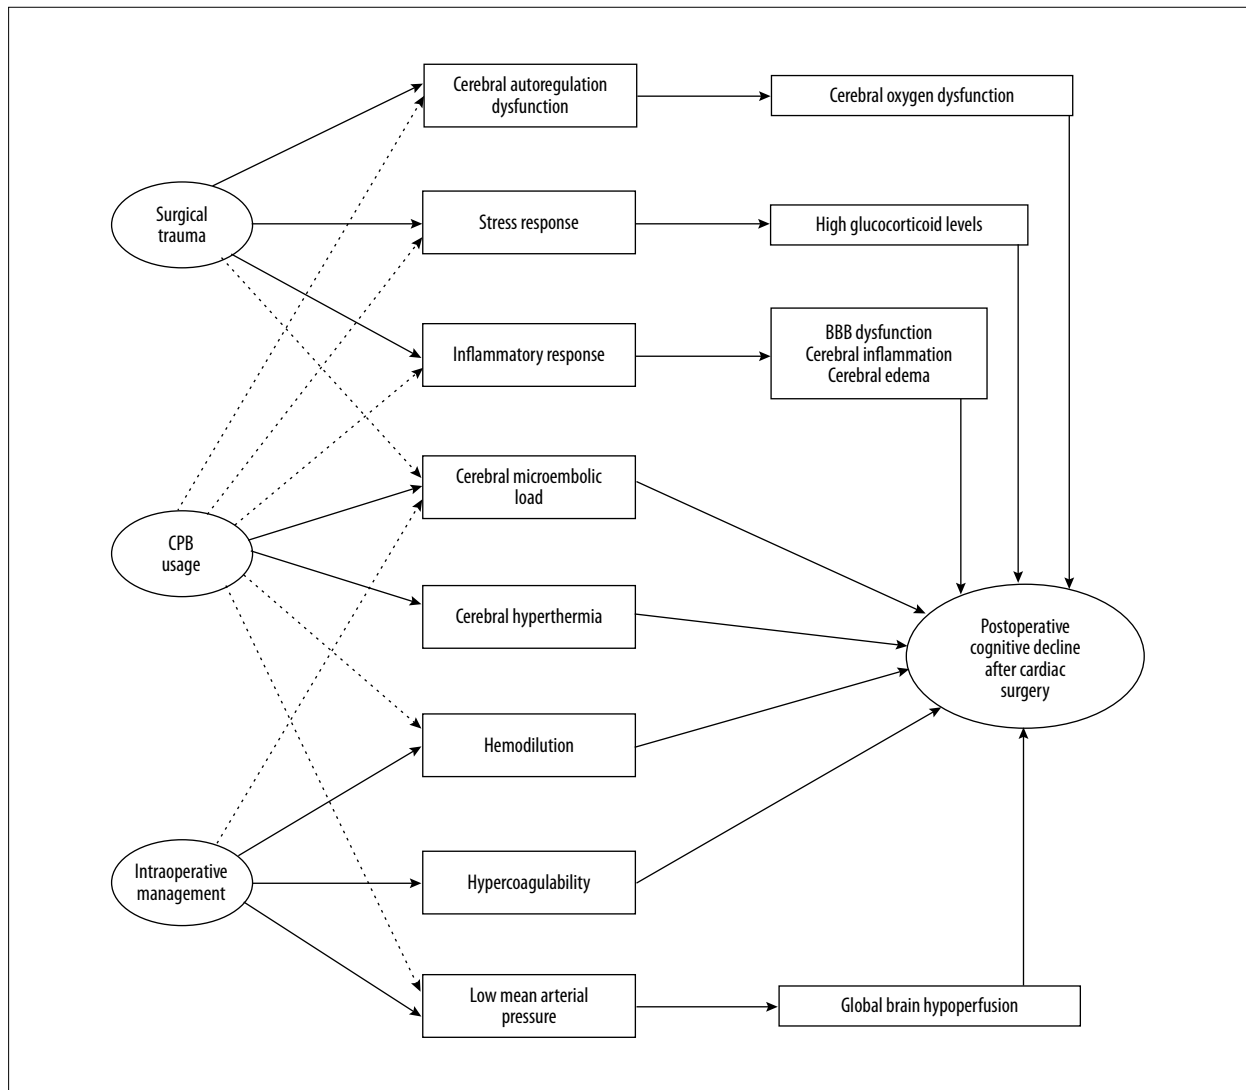 Cerebral autoregulation
dysfunction
Cerebral oxygen dysfunction
Surgical
trauma
Stress response
High glucocorticoid levels
Inflammatory response
BBB dysfunction
Cerebral inflammation
Cerebral edema
Cerebral microembolic
load
CPB
usage
Cerebral hyperthermia
Postoperative
cognitive decline
after cardiac
surgery
Hemodilution
Intraoperative
management
Hypercoagulability
Low mean arterial
pressure
Global brain hypoperfusion